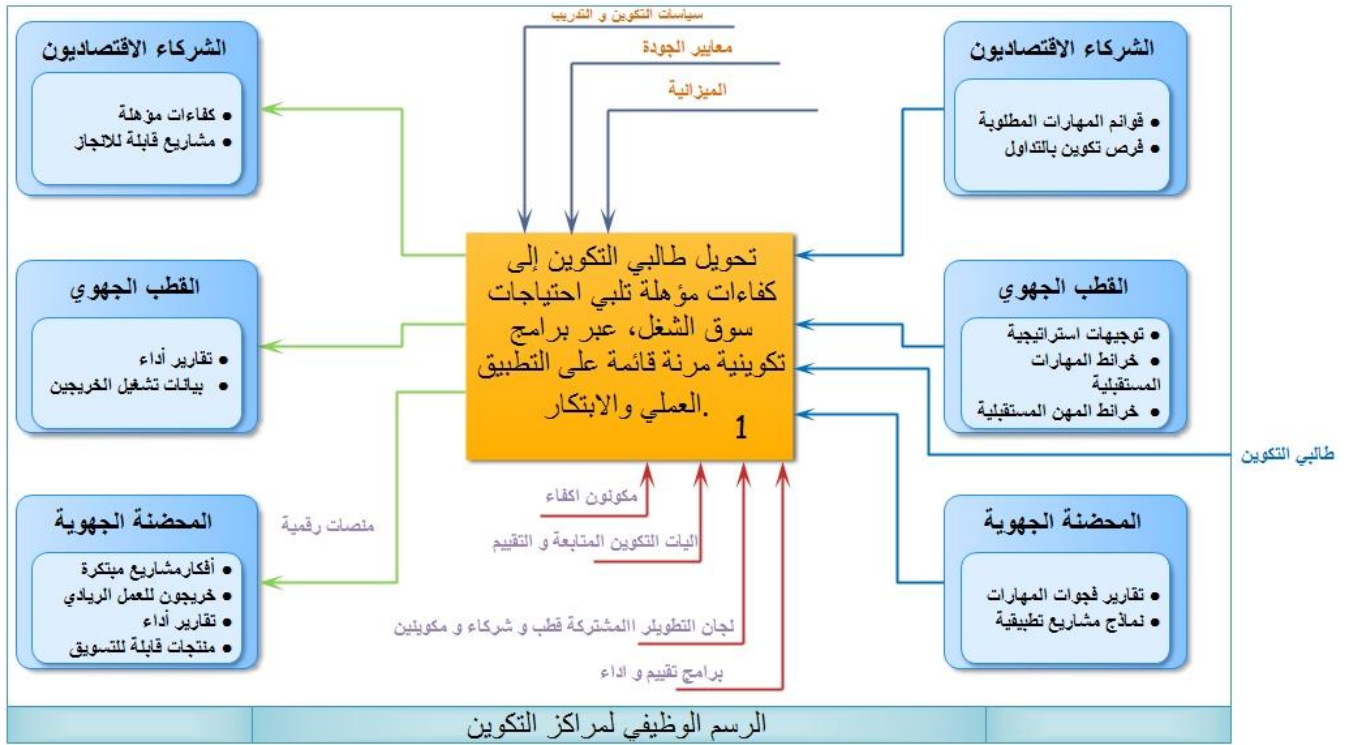 سياسات التكوين و التدريب
معايير الجودة
الميزانية
الشركاء الاقتصاديون
● قوائم المهارات المطلوبة
● فرص تكوين بالتداول
القطب الجهوي
● توجيهات استراتيجية
● خرائط المهارات
المستقبلية
● خرائط المهن المستقبلية
طالبي التكوين
المحضنة الجهوية
● تقارير فجوات المهارات
● نماذج مشاريع تطبيقية
تحويل طالبي التكوين إلى
كفاءات مؤهلة تلبي احتياجات
سوق الشغل، عبر برامج
تكوينية مرنة قائمة على التطبيق
العملي والابتكار.
1
مكونون اكفاء
اليات التكوين المتابعة و التقييم
لجان التطويلر االمشتركة قطب و شركاء و مكوينين
برامج تقييم و اداء
الشركاء الاقتصاديون
● كفاءات مؤهلة
● مشاريع قابلة للانجاز
القطب الجهوي
● تقارير أداء
● بيانات تشغيل الخريجين
منصات رقمية
المحضنة الجهوية
● أفكارمشاريع مبتكرة
● خريجون للعمل الريادي
● تقارير أداء
● منتجات قابلة للتسويق
الرسم الوظيفي لمراكز التكوين